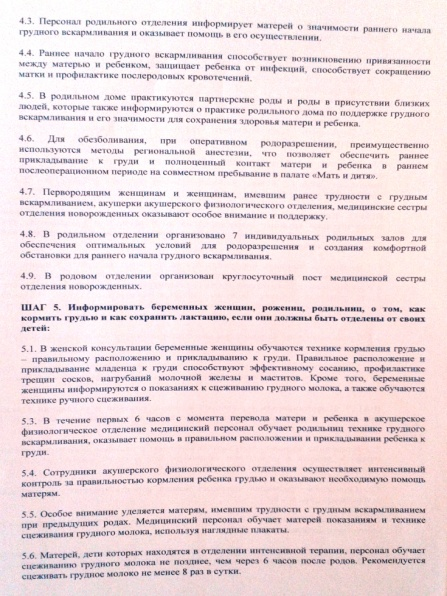 4.3. Персонал родильного отделения информирует матерей о значимости раннего начала
грудного вскармливания и оказывает помощь в его осуществлении.
4.4. Раннее начало грудного вскармливания способствует возникновению привязанности
между матерью и ребенком, защищает ребенка от инфекций, способствует сокращению
матки и профилактике послеродовых кровотечений.
4.5. В родильном доме практикуются партнерские роды и роды в присутствии близких
людей, которые также информируются о практике родильного дома по поддержке грудного
вскармливания и его значимости для сохранения здоровья матери и ребенка.
4.6. Для обезболивания, при оперативном родоразрешении, преимущественно
используются методы региональной анестезии, что позволяет обеспечить раннее
прикладывание к груди и полноценный контакт матери и ребенка в раннем
послеоперационном периоде на совместном пребывание в палате «Мать и дитя».
4.7. Первородящим женщинам и женщинам, имевшим ранее трудности с грудным
вскармливанием, акушерки акушерского физиологического отделения, медицинские сестры
отделения новорожденных оказывают особое внимание и поддержку.
4.8. В родильном отделении организовано 7 индивидуальных родильных залов для
обеспечения оптимальных условий для родоразрешения и создания комфортной
обстановки для раннего начала грудного вскармливания.
4.9. В родовом отделении организован круглосуточный пост медицинской сестры
отделения новорожденных.
ШАГ 5. Информировать беременных женщин, рожениц, родильниц, о том, как
кормить грудью и как сохранить лактацию, если они должны быть отделены от своих
детей:
5.1. В женской консультации беременные женщины обучаются технике кормления грудью
– правильному расположению и прикладыванию к груди. Правильное расположение и
прикладывание младенца к груди способствуют эффективному сосанию, профилактике
трещин сосков, нагрубаний молочной железы и маститов. Кроме того, беременные
женщины информируются о показаниях к сцеживанию грудного молока, а также обучаются
технике ручного сцеживания.
5.3. В течение первых 6 часов с момента перевода матери и ребенка в акушерское
физиологическое отделение медицинский персонал обучает родильниц технике грудного
вскармливания, оказывает помощь в правильном расположении и прикладывании ребенка к
груди.
5.4. Сотрудники акушерского физиологического отделения осуществляет интенсивный
контроль за правильностью кормления ребенка грудью и оказывают необходимую помощь
матерям.
5.5. Особое внимание уделяется матерям, имевшим трудности с грудным вскармливанием
при предыдущих родах. Медицинский персонал обучает матерей показаниям и технике
сцеживания грудного молока, используя наглядные плакаты.
5.6. Матерей, дети которых находятся в отделении интенсивной терапии, персонал обучает
сцеживанию грудного молоко не позднее, чем через 6 часов после родов. Рекомендуется
сцеживать грудное молоко не менее 8 раз в сутки.